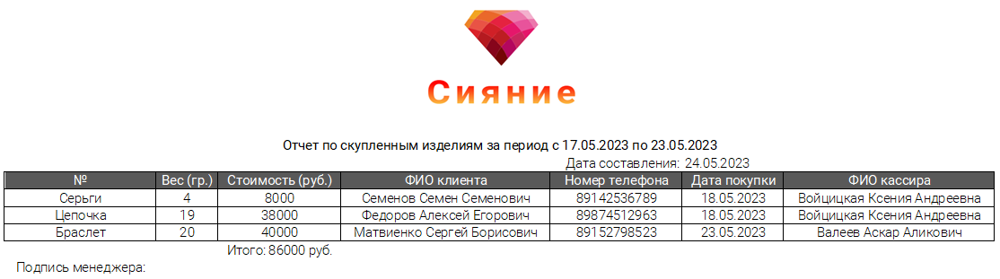 Сияние
Отчет по скупленным изделиям за период с 17.05.2023 по 23.05.2023
Дата составления: 24.05.2023
№ Вес (гр.) Стоимость (руб.) ФИО клиента Номер телефона Дата покупки ФИО кассира
Серьги 4 8000 Семенов Семен Семенович 89142536789 18.05.2023 Войцицкая Ксения Андреевна
Цепочка 19 38000 Федоров Алексей Егорович 89874512963 18.05.2023 Войцицкая Ксения Андреевна
Браслет 20 40000 Матвиенко Сергей Борисович 89152798523 23.05.2023 Валеев Аскар Аликович
Итого: 86000 руб.
Подпись менеджера: